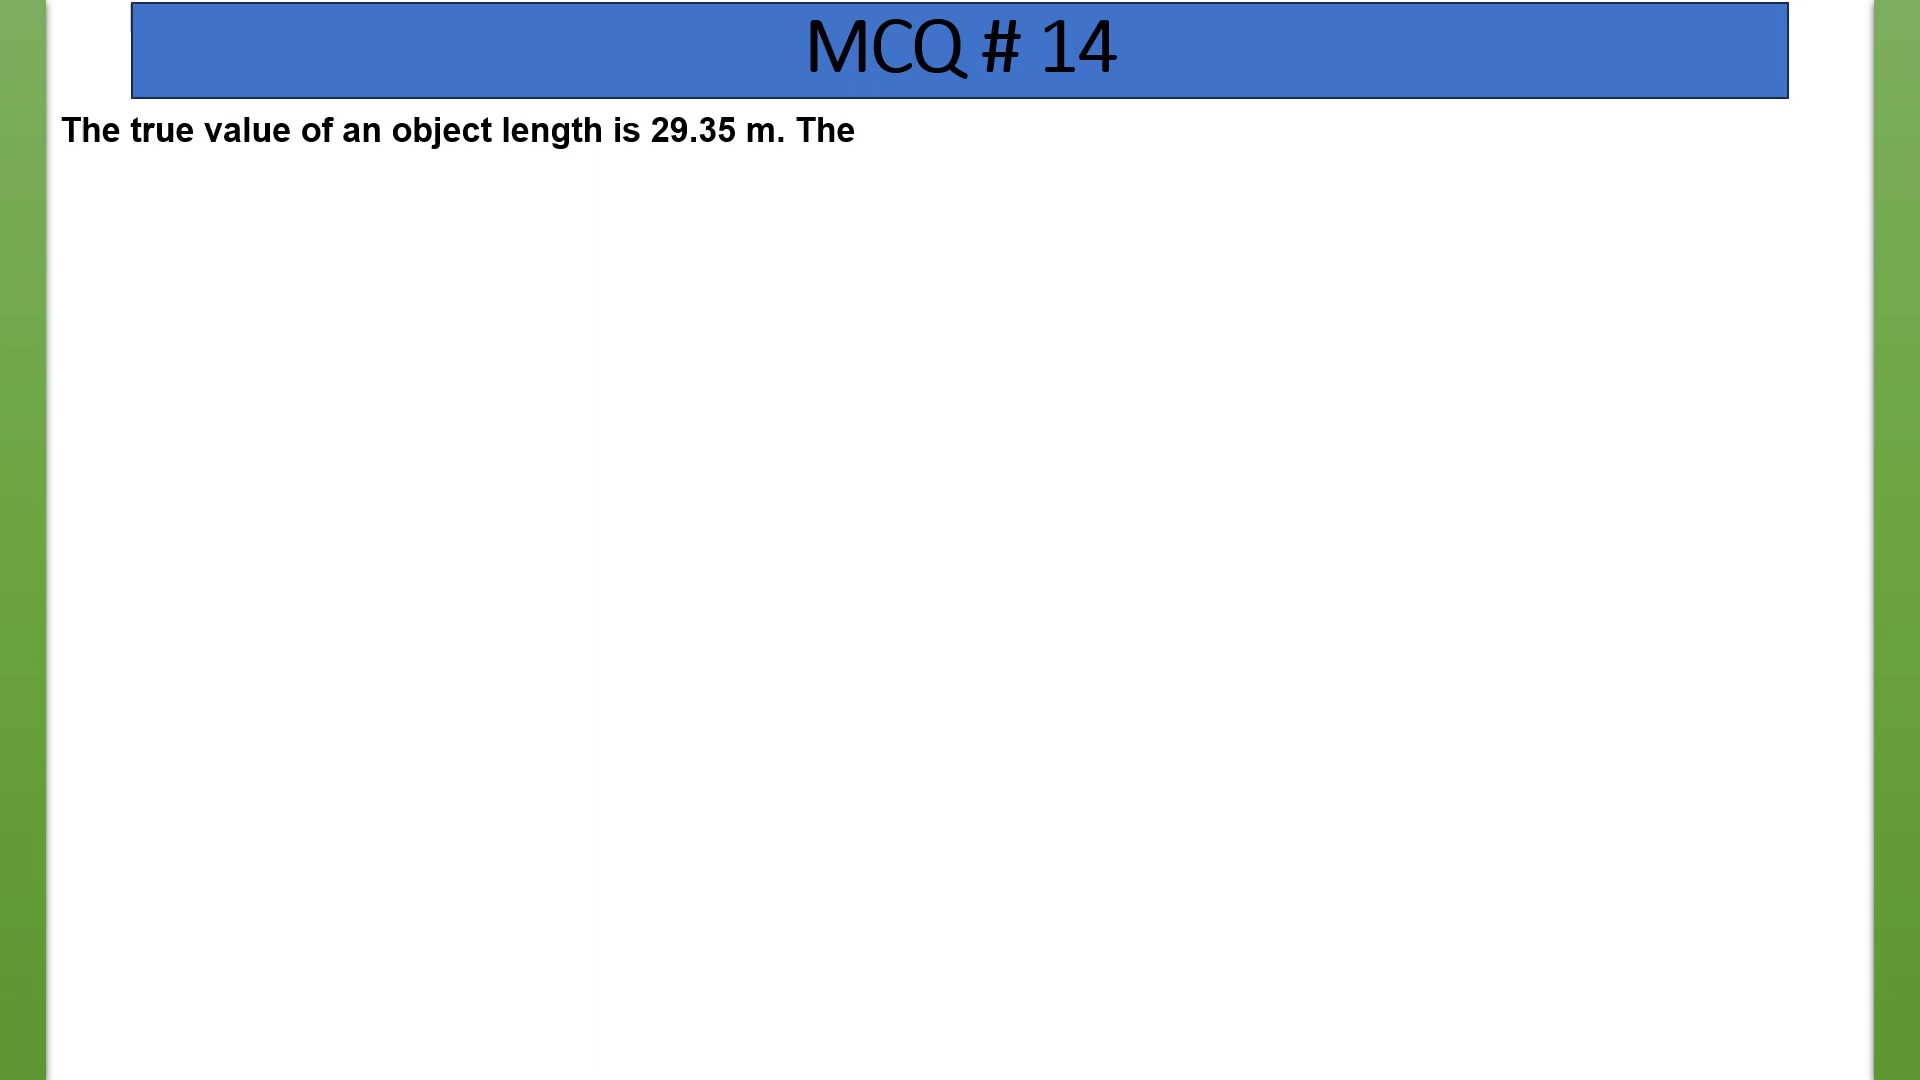 MCQ # 14
The true value of an object length is 29.35 m. The